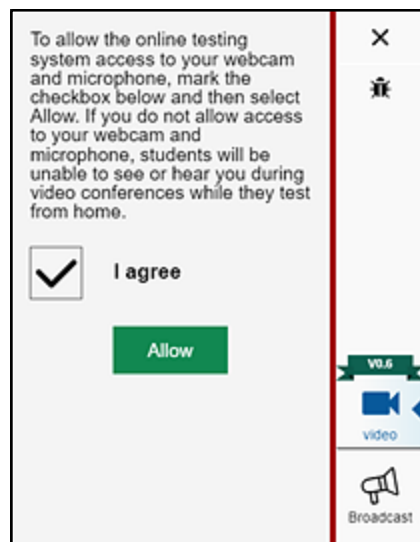 To allow the online testing
system access to your webcam
and microphone, mark the
checkbox below and then select
Allow. If you do not allow access
to your webcam and
microphone, students will be
unable to see or hear you during
video conferences while they test
from home.
I agree
Allow
V0.6
video
Broadcast